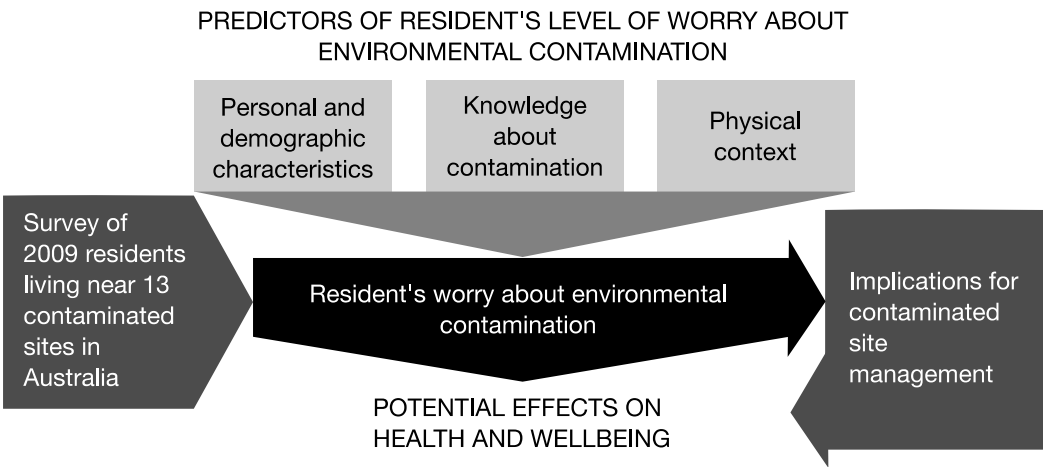 PREDICTORS OF RESIDENT'S LEVEL OF WORRY ABOUT
ENVIRONMENTAL CONTAMINATION
Personal and
demographic
characteristics
Knowledge
about
contamination
Physical
context
Survey of
2009 residents
living near 13
contaminated
sites in
Australia
Resident's worry about environmental
contamination
Implications for
contaminated
site
management
POTENTIAL EFFECTS ON
HEALTH AND WELLBEING